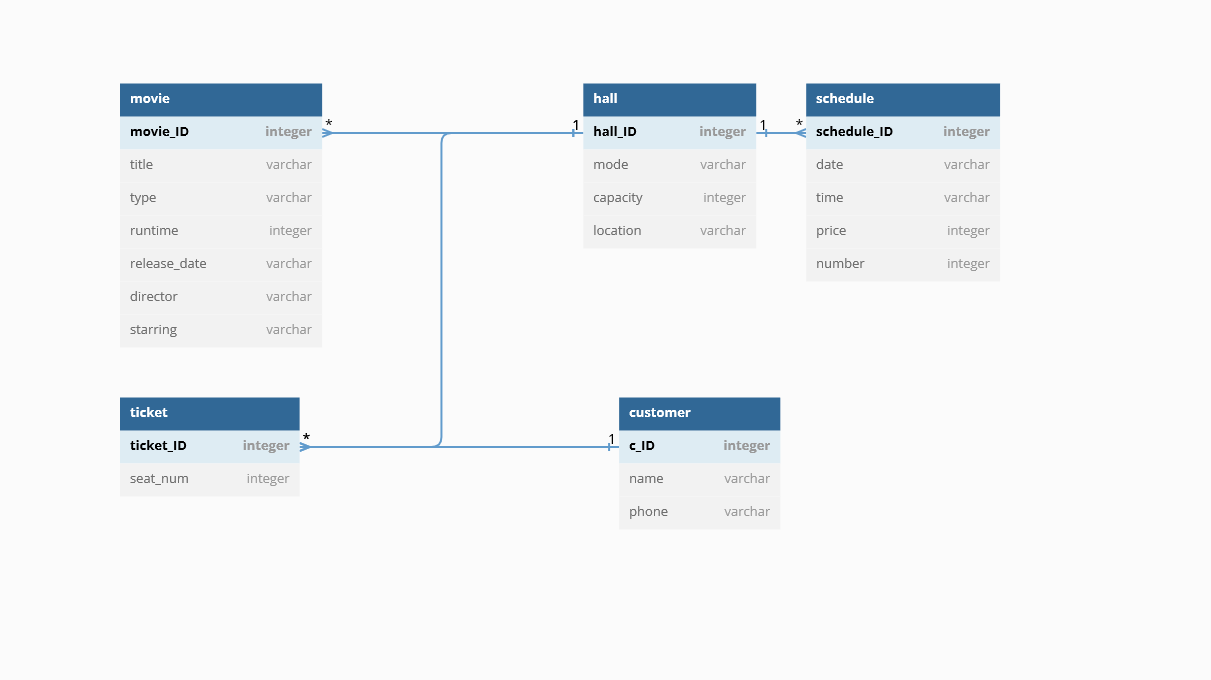 movie
movie_ID integer
title varchar
type varchar
runtime integer
release_date varchar
director varchar
starring varchar
*
1
hall
hall_ID integer
mode varchar
capacity integer
location varchar
1
*
schedule
schedule_ID integer
date varchar
time varchar
price integer
number integer
ticket
ticket_ID integer
seat_num integer
*
1
customer
c_ID integer
name varchar
phone varchar